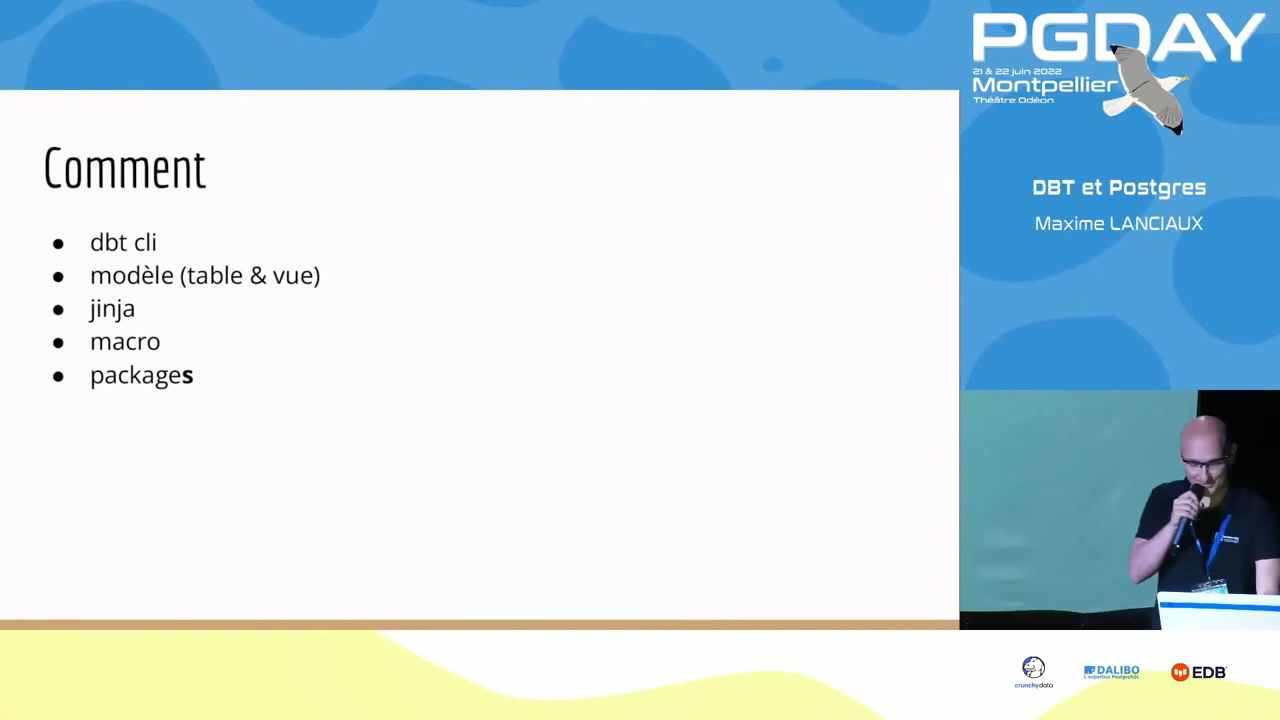 Comment
● dbt cli
● modèle (table & vue)
● jinja
● macro
● packages
PGDAY
21 & 22 juin 2022
Montpellier
Théâtre Odéon
DBT et Postgres
Maxime LANCIAUX
crunchydata
DALIBO
L'expertise PostgreSQL
EDB